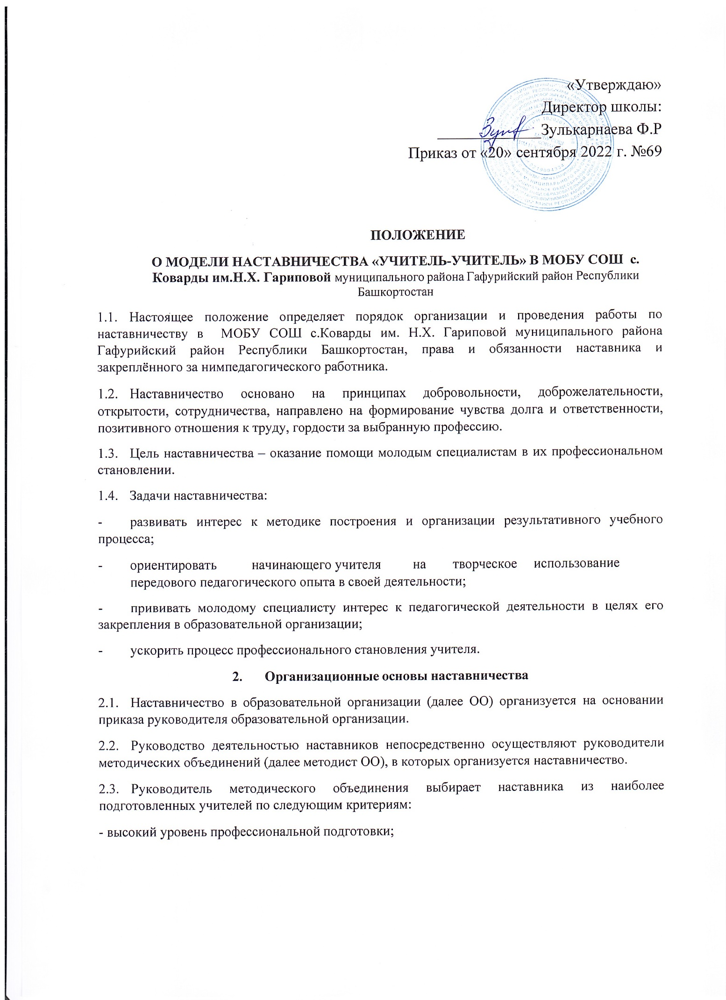 «Утверждаю»
Директор школы:
______________Зулькарнаева Ф.Р
Приказ от «20» сентября 2022 г. №69
ПОЛОЖЕНИЕ
О МОДЕЛИ НАСТАВНИЧЕСТВА «УЧИТЕЛЬ-УЧИТЕЛЬ» В МОБУ СОШ с.
Коварды им.Н.Х. Гариповой муниципального района Гафурийский район Республики
Башкортостан
1.1. Настоящее положение определяет порядок организации и проведения работы по
наставничеству в МОБУ СОШ с.Коварды им. Н.Х. Гариповой муниципального района
Гафурийский район Республики Башкортостан, права и обязанности наставника и
закреплённого за нимпедагогического работника.
1.2. Наставничество основано на принципах добровольности, доброжелательности,
открытости, сотрудничества, направлено на формирование чувства долга и ответственности,
позитивного отношения к труду, гордости за выбранную профессию.
1.3. Цель наставничества – оказание помощи молодым специалистам в их профессиональном
становлении.
1.4. Задачи наставничества:
- развивать интерес к методике построения и организации результативного учебного
процесса;
- ориентировать начинающего учителя на творческое использование
передового педагогического опыта в своей деятельности;
- прививать молодому специалисту интерес к педагогической деятельности в целях его
закрепления в образовательной организации;
- ускорить процесс профессионального становления учителя.
2. Организационные основы наставничества
2.1. Наставничество в образовательной организации (далее ОО) организуется на основании
приказа руководителя образовательной организации.
2.2. Руководство деятельностью наставников непосредственно осуществляют руководители
методических объединений (далее методист ОО), в которых организуется наставничество.
2.3. Руководитель методического объединения выбирает наставника из наиболее
подготовленных учителей по следующим критериям:
- высокий уровень профессиональной подготовки;